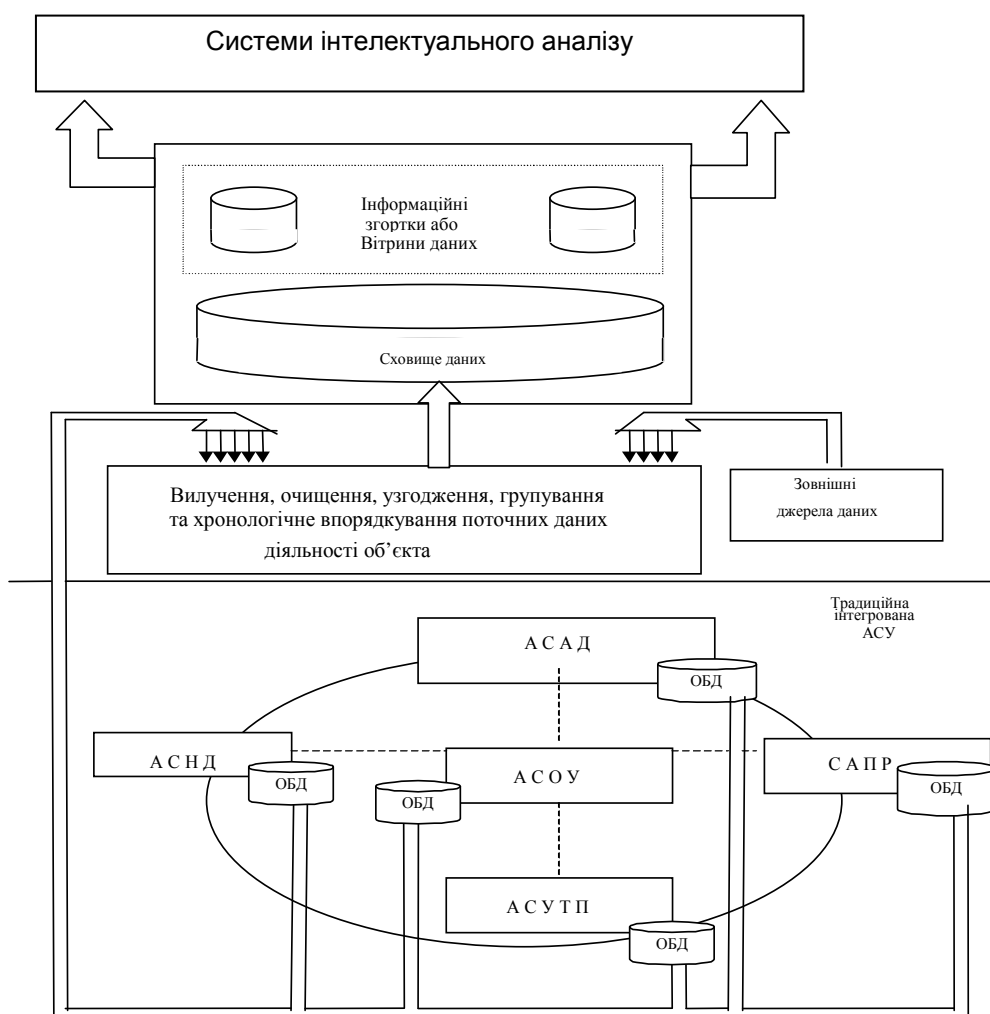 Системи інтелектуального аналізу
Інформаційні
згортки або
Вітрини даних
Сховище даних
Вилучення, очищення, узгодження, групування
та хронологічне впорядкування поточних даних
діяльності об’єкта
Зовнішні
джерела даних
Традиційна
інтегрована
АСУ
А С А Д
ОБД
А С Н Д
ОБД
А С О У
ОБД
С А П Р
ОБД
А С У Т П
ОБД